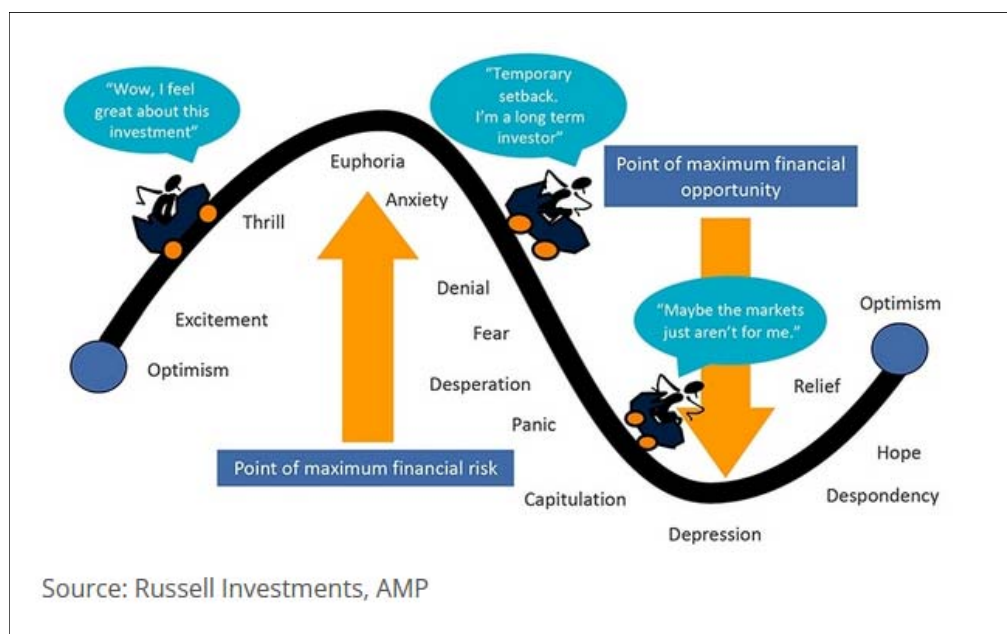 "Wow, I feel
great about this
investment"
"Temporary
setback.
I'm a long term
investor"
Point of maximum financial
opportunity
Euphoria
Anxiety
Thrill
Denial
Excitement
Fear
"Maybe the markets
just aren't for me."
Optimism
Optimism
Desperation
Relief
Panic
Point of maximum financial risk
Hope
Capitulation
Despondency
Depression
Source: Russell Investments, AMP